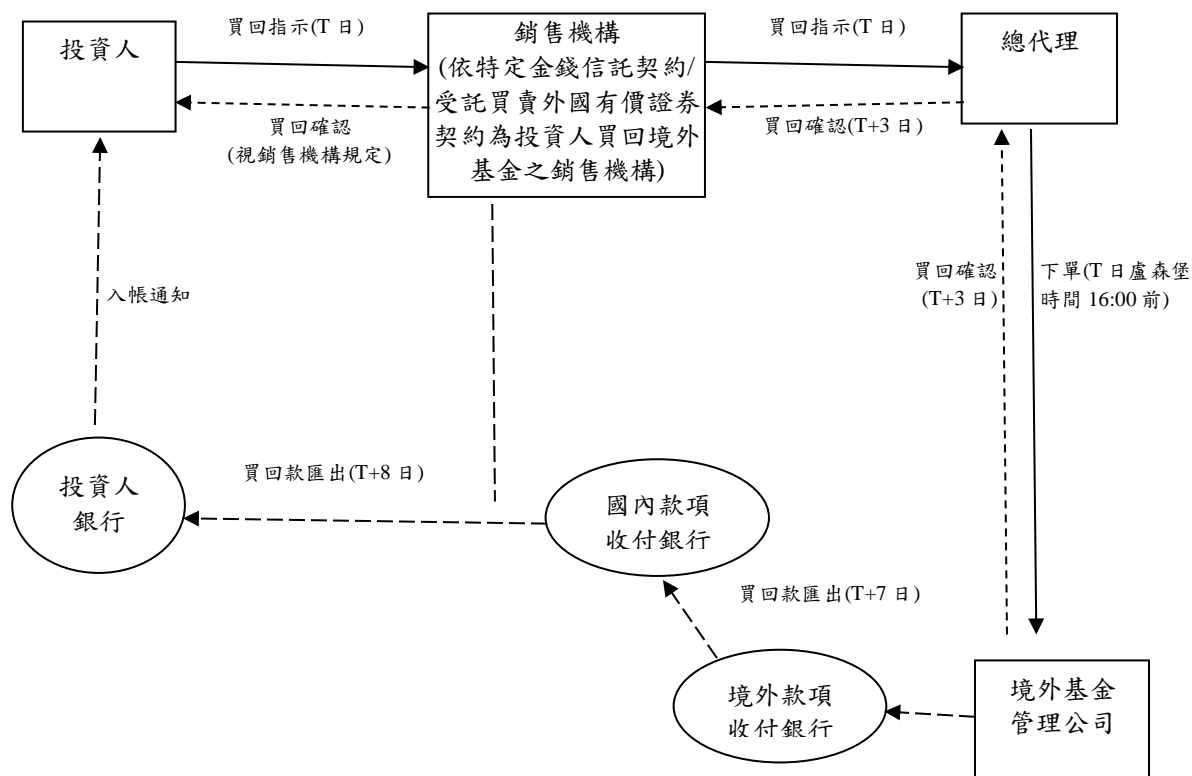 投資人
買回指示(T 日)
買回確認
(視銷售機構規定)
銷售機構
(依特定金錢信託契約/
受託買賣外國有價證券
契約為投資人買回境外
基金之銷售機構)
買回指示(T 日)
買回確認(T+3 日)
總代理
買回確認
(T+3 日)
下單(T 日盧森堡
時間 16:00 前)
入帳通知
投資人
銀行
買回款匯出(T+8 日)
國內款項
收付銀行
買回款匯出(T+7 日)
境外款項
收付銀行
境外基金
管理公司